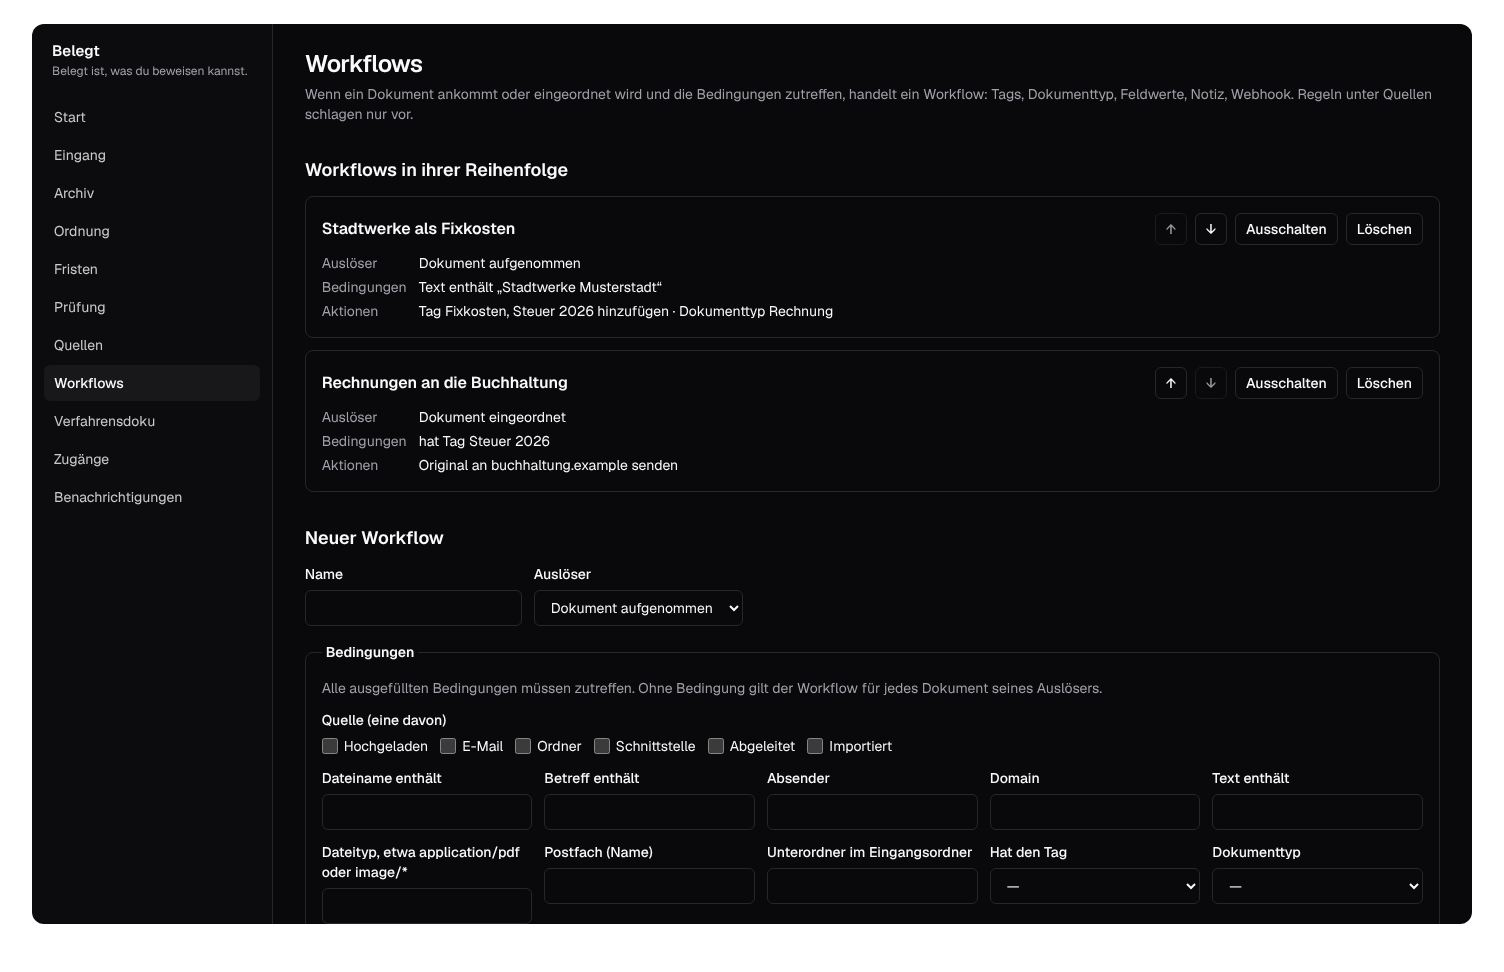 Belegt
Belegt ist, was du beweisen kannst.
Start
Eingang
Archiv
Ordnung
Fristen
Prüfung
Quellen
Workflows
Verfahrensdoku
Zugänge
Benachrichtigungen
Workflows
Wenn ein Dokument ankommt oder eingeordnet wird und die Bedingungen zutreffen, handelt ein Workflow: Tags, Dokumenttyp, Feldwerte, Notiz, Webhook. Regeln unter Quellen
schlagen nur vor.
Workflows in ihrer Reihenfolge
Stadtwerke als Fixkosten
↑ ↓ Ausschalten Löschen
Auslöser Dokument aufgenommen
Bedingungen Text enthält „Stadtwerke Musterstadt“
Aktionen Tag Fixkosten, Steuer 2026 hinzufügen · Dokumenttyp Rechnung
Rechnungen an die Buchhaltung
↑ ↓ Ausschalten Löschen
Auslöser Dokument eingeordnet
Bedingungen hat Tag Steuer 2026
Aktionen Original an buchhaltung.example senden
Neuer Workflow
Name Auslöser
Dokument aufgenommen
Bedingungen
Alle ausgefüllten Bedingungen müssen zutreffen. Ohne Bedingung gilt der Workflow für jedes Dokument seines Auslösers.
Quelle (eine davon)
Hochgeladen E-Mail Ordner Schnittstelle Abgeleitet Importiert
Dateiname enthält Betreff enthält Absender Domain Text enthält
Dateityp, etwa application/pdf Postfach (Name) Unterordner im Eingangsordner Hat den Tag Dokumenttyp
oder image/*
— —